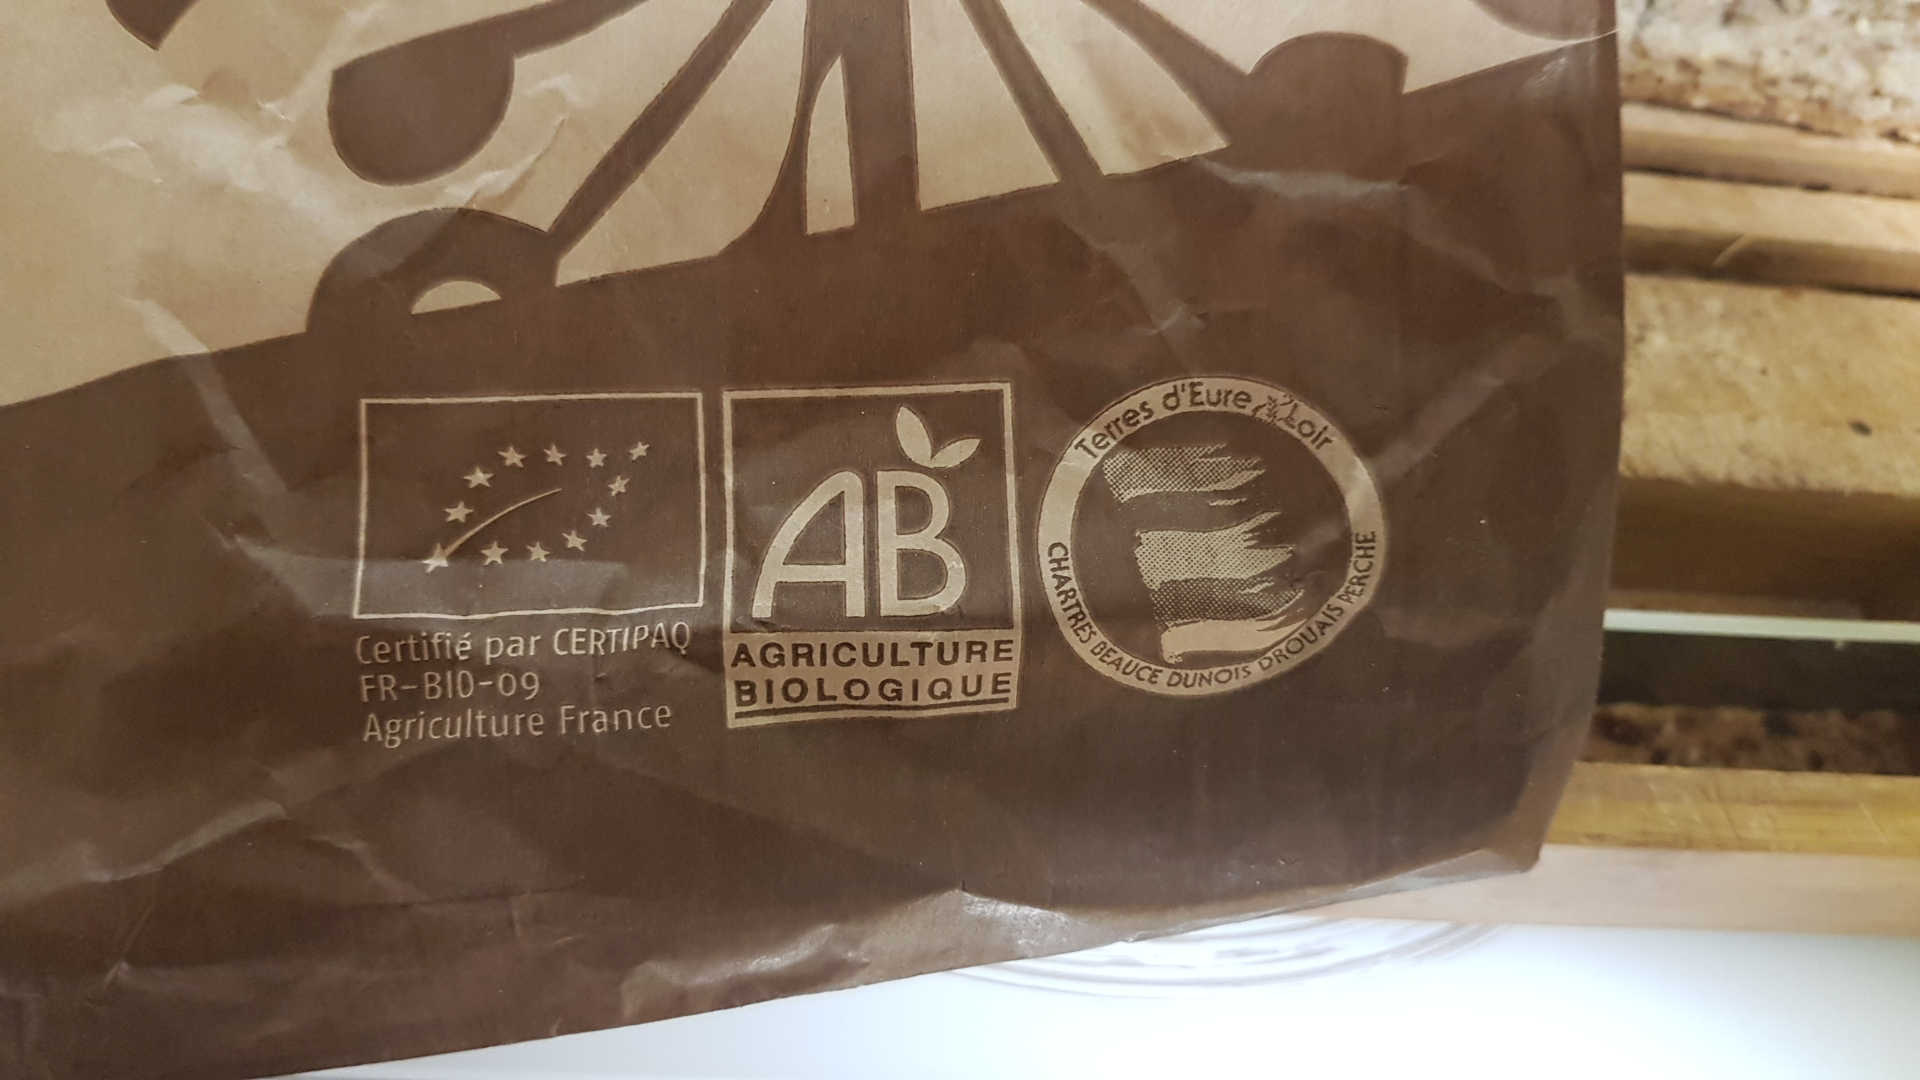 Certifié par CERTIPAQ
FR-BIO-09
Agriculture France
AB
AGRICULTURE
BIOLOGIQUE
Terres d'Eure & Loir
CHARTRES BEAUCE DUNOIS DROUAIS PERCHE